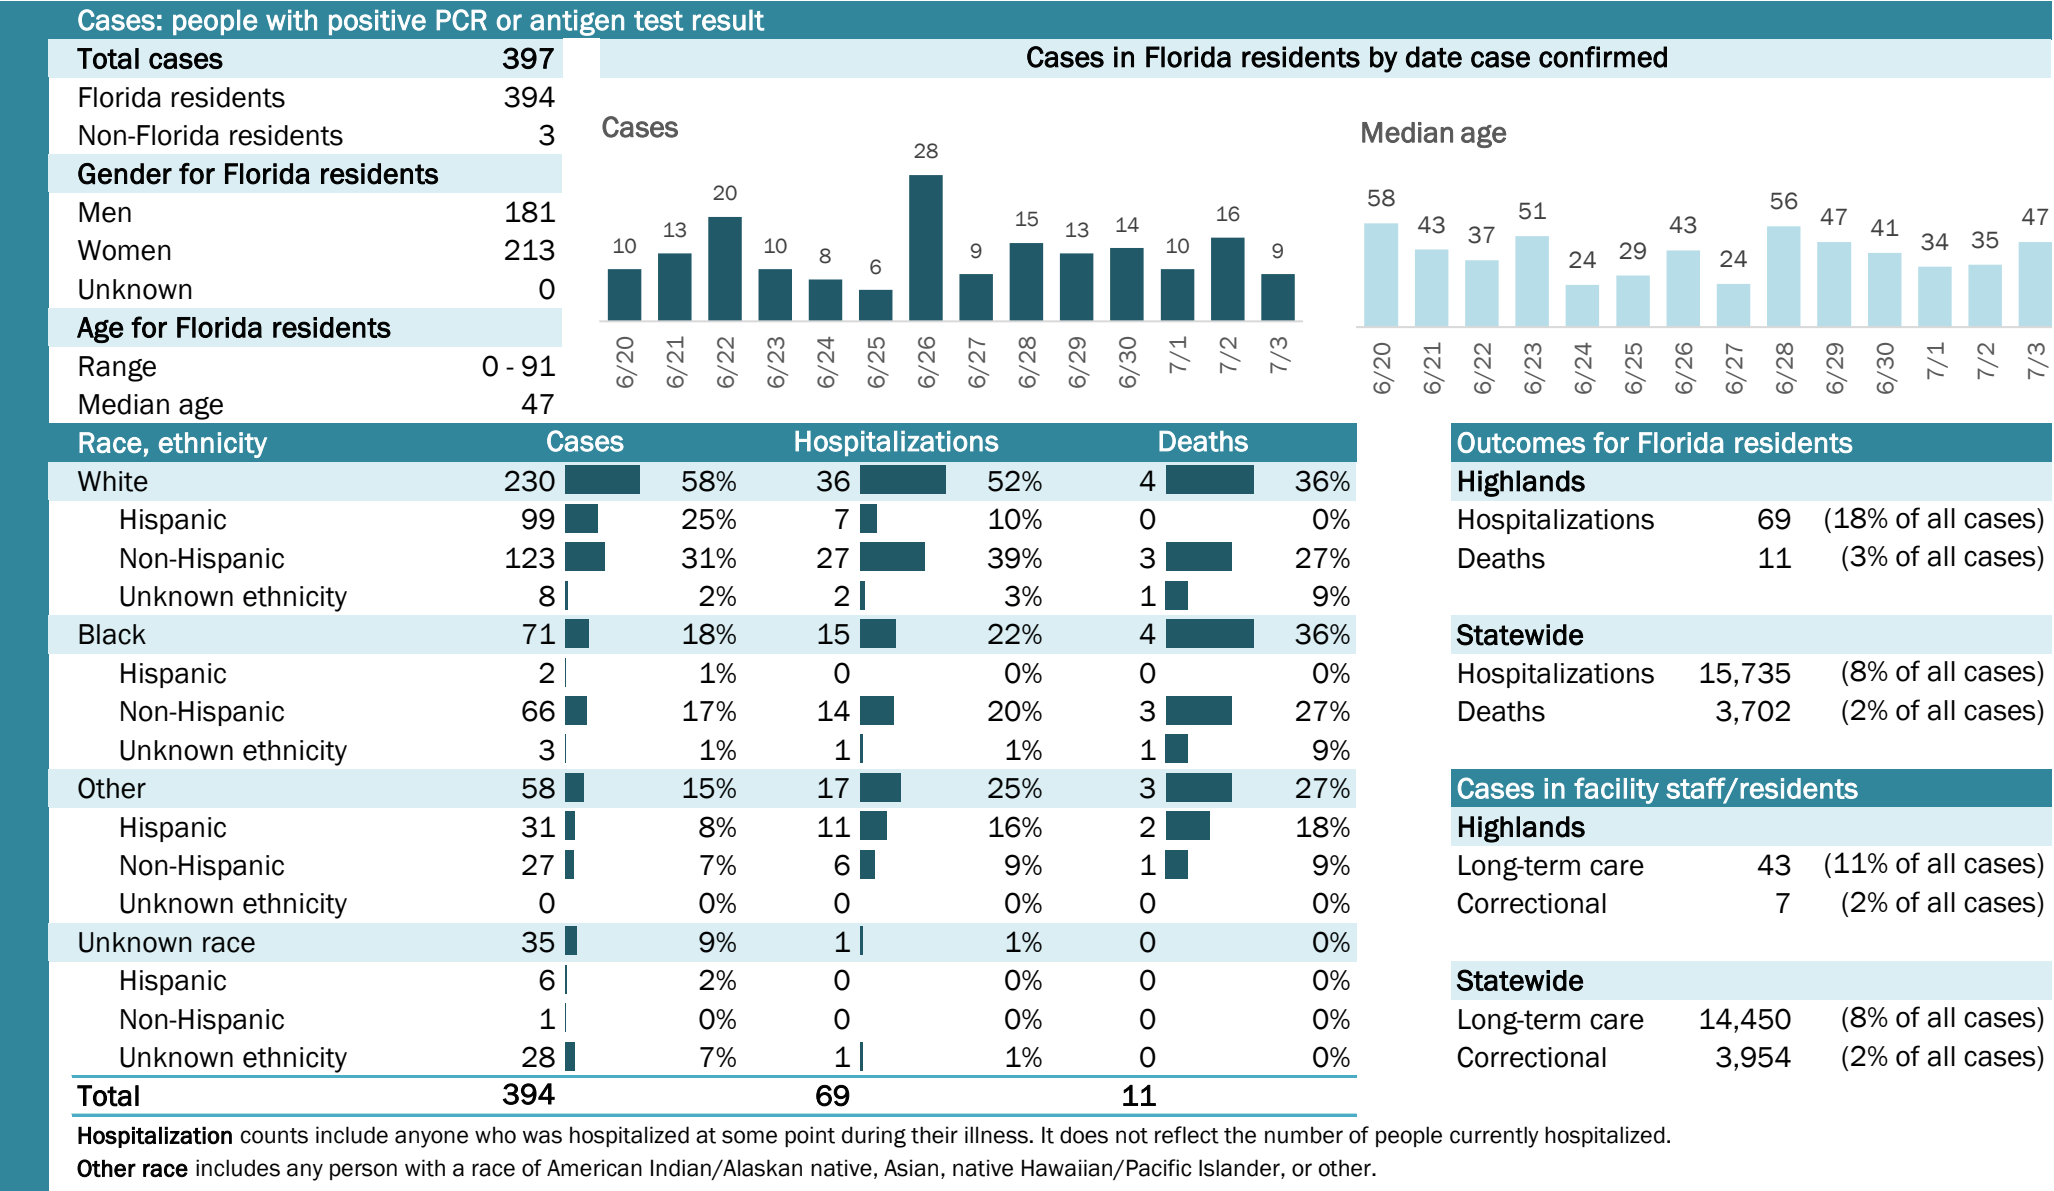 Cases: people with positive PCR or antigen test result
Total cases 397
Florida residents 394
Non-Florida residents 3
Gender for Florida residents
Men 181
Women 213
Unknown 0
Age for Florida residents
Range 0 - 91
Median age 47
Cases in Florida residents by date case confirmed
Cases
10 13 20 10 8 6 28 9 15 13 14 10 16 9
6/20 6/21 6/22 6/23 6/24 6/25 6/26 6/27 6/28 6/29 6/30 7/1 7/2 7/3
Median age
58 43 37 51 24 29 43 24 56 47 41 34 35 47
6/20 6/21 6/22 6/23 6/24 6/25 6/26 6/27 6/28 6/29 6/30 7/1 7/2 7/3
Race, ethnicity Cases Hospitalizations Deaths
White 230 58% 36 52% 4 36%
Hispanic 99 25% 7 10% 0 0%
Non-Hispanic 123 31% 27 39% 3 27%
Unknown ethnicity 8 2% 2 3% 1 9%
Black 71 18% 15 22% 4 36%
Hispanic 2 1% 0 0% 0 0%
Non-Hispanic 66 17% 14 20% 3 27%
Unknown ethnicity 3 1% 1 1% 1 9%
Other 58 15% 17 25% 3 27%
Hispanic 31 8% 11 16% 2 18%
Non-Hispanic 27 7% 6 9% 1 9%
Unknown ethnicity 0 0% 0 0% 0 0%
Unknown race 35 9% 1 1% 0 0%
Hispanic 6 2% 0 0% 0 0%
Non-Hispanic 1 0% 0 0% 0 0%
Unknown ethnicity 28 7% 1 1% 0 0%
Total 394 69 11
Outcomes for Florida residents
Highlands
Hospitalizations 69 (18% of all cases)
Deaths 11 (3% of all cases)
Statewide
Hospitalizations 15,735 (8% of all cases)
Deaths 3,702 (2% of all cases)
Cases in facility staff/residents
Highlands
Long-term care 43 (11% of all cases)
Correctional 7 (2% of all cases)
Statewide
Long-term care 14,450 (8% of all cases)
Correctional 3,954 (2% of all cases)
Hospitalization counts include anyone who was hospitalized at some point during their illness. It does not reflect the number of people currently hospitalized.
Other race includes any person with a race of American Indian/Alaskan native, Asian, native Hawaiian/Pacific Islander, or other.